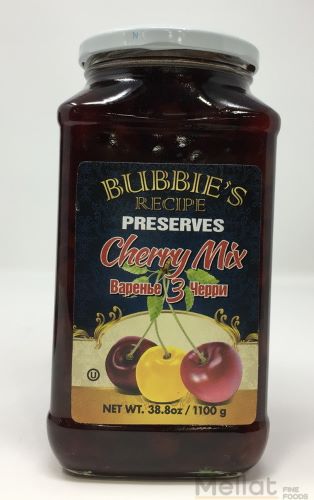 BUBBIE'S
RECIPE
PRESERVES
Cherry Mix
Варенье 3 Черри
U
NET WT. 38.8oz / 1100 g
Mellat
FINE
FOODS